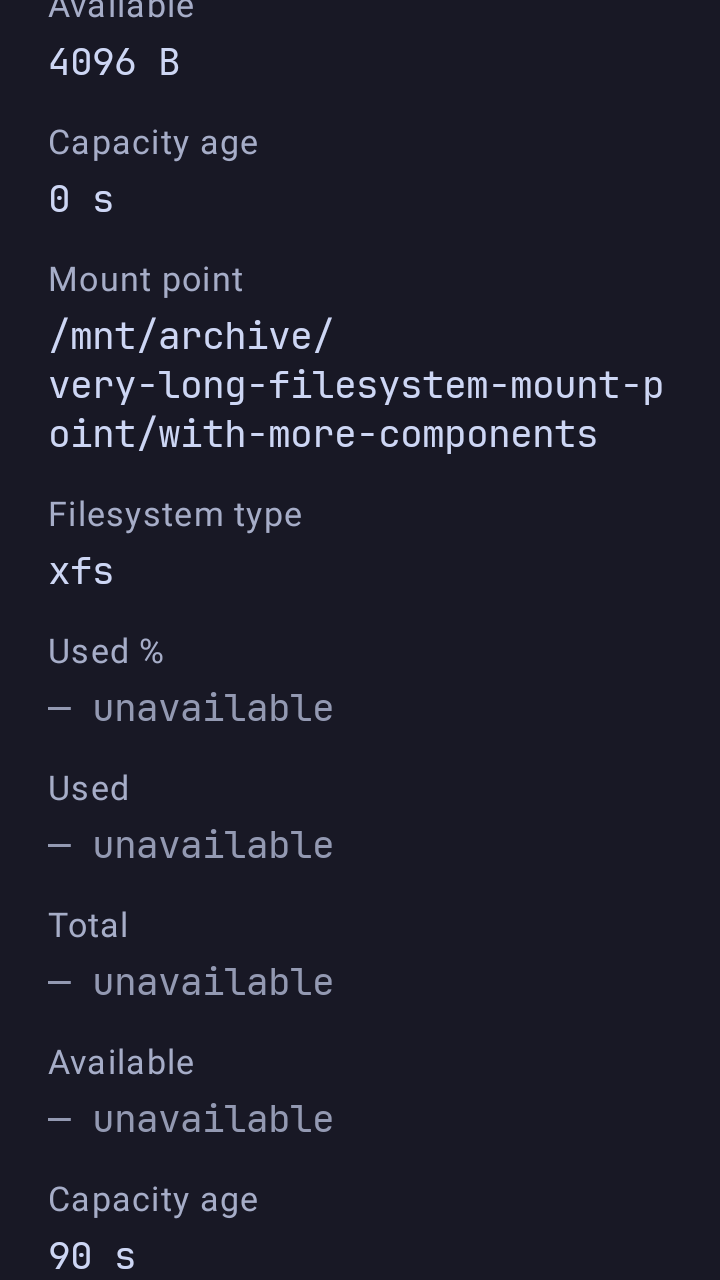 Available
4096 B
Capacity age
0 s
Mount point
/mnt/archive/
very-long-filesystem-mount-p
oint/with-more-components
Filesystem type
xfs
Used %
— unavailable
Used
— unavailable
Total
— unavailable
Available
— unavailable
Capacity age
90 s